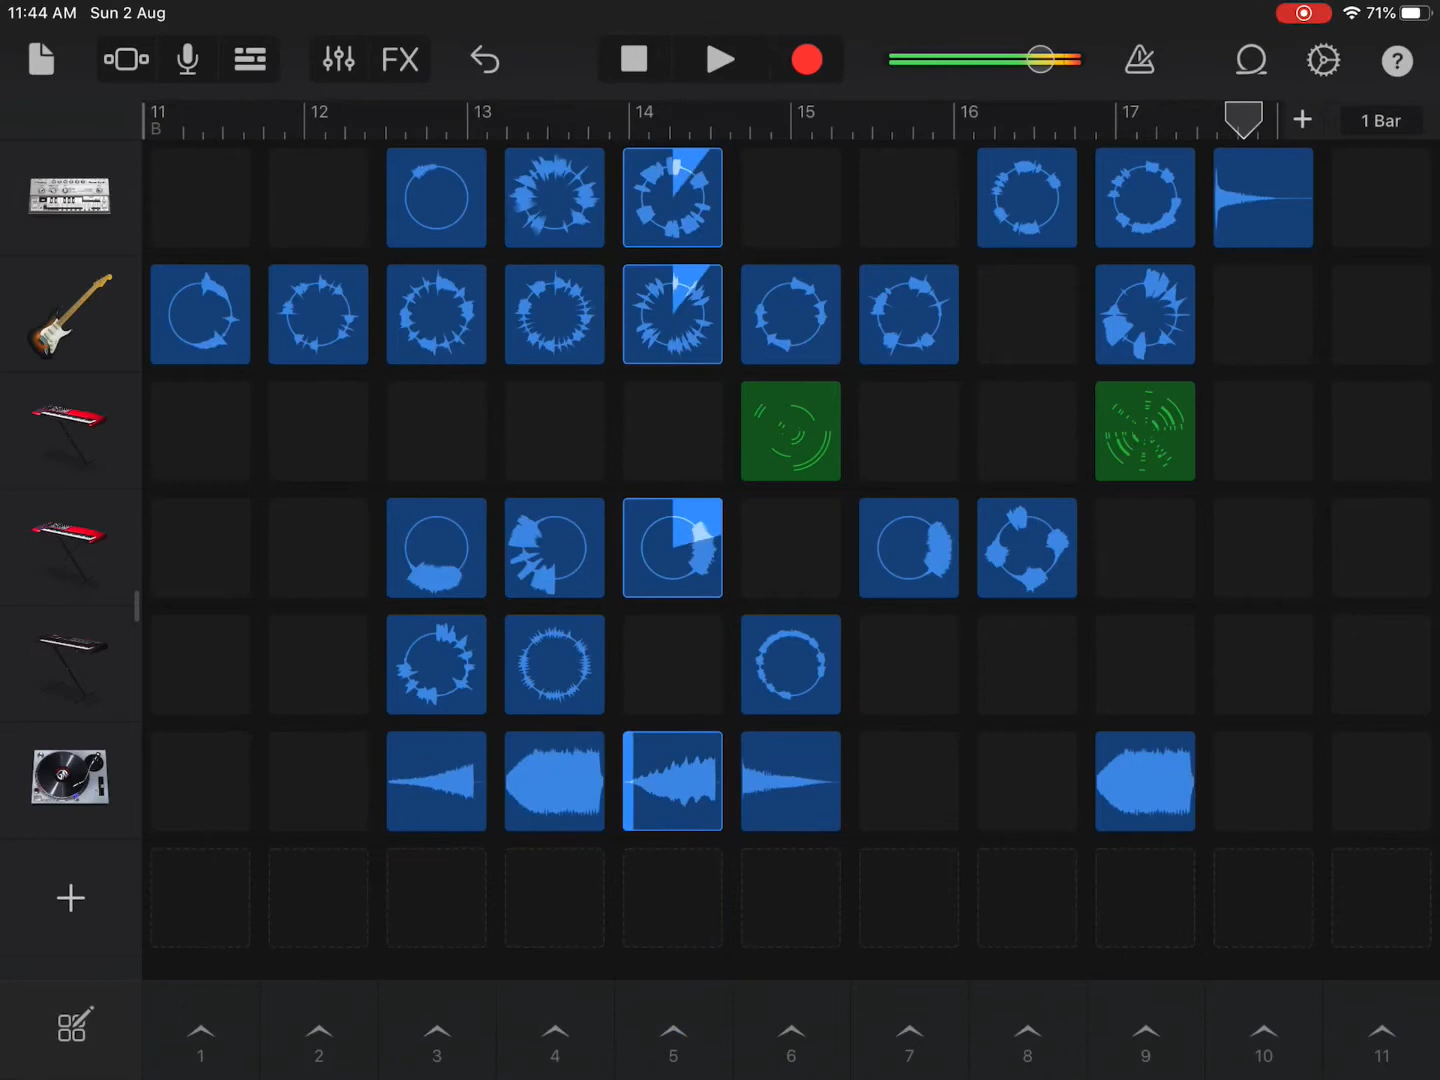 11:44 AM Sun 2 Aug
71%
FX
?
11 12 13 14 15 16 17
B
+ 1 Bar
1 2 3 4 5 6 7 8 9 10 11